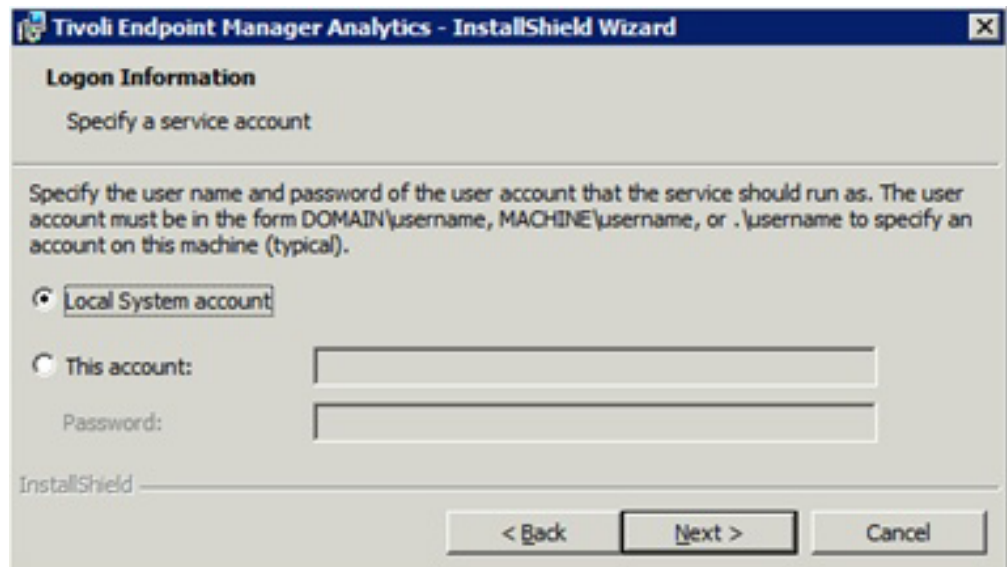 Tivoli Endpoint Manager Analytics - InstallShield Wizard
Logon Information
Specify a service account
Specify the user name and password of the user account that the service should run as. The user
account must be in the form DOMAIN\username, MACHINE\username, or .\username to specify an
account on this machine (typical).
Local System account
This account:
Password:
InstallShield
< Back
Next >
Cancel